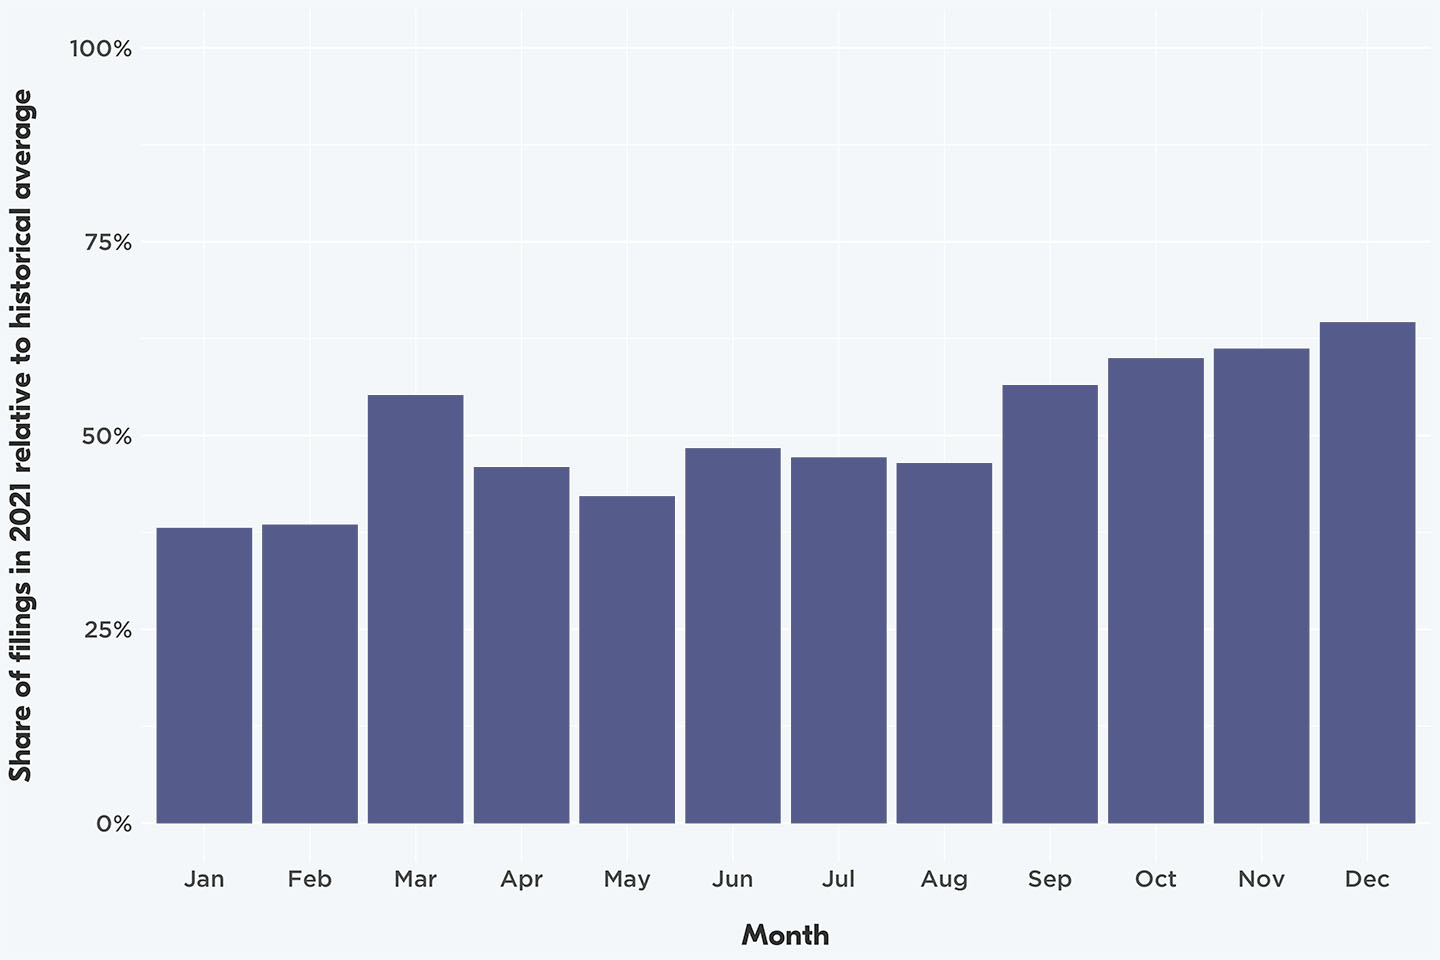 Share of filings in 2021 relative to historical average
100%
75%
50%
25%
0%
Jan Feb Mar Apr May Jun Jul Aug Sep Oct Nov Dec
Month